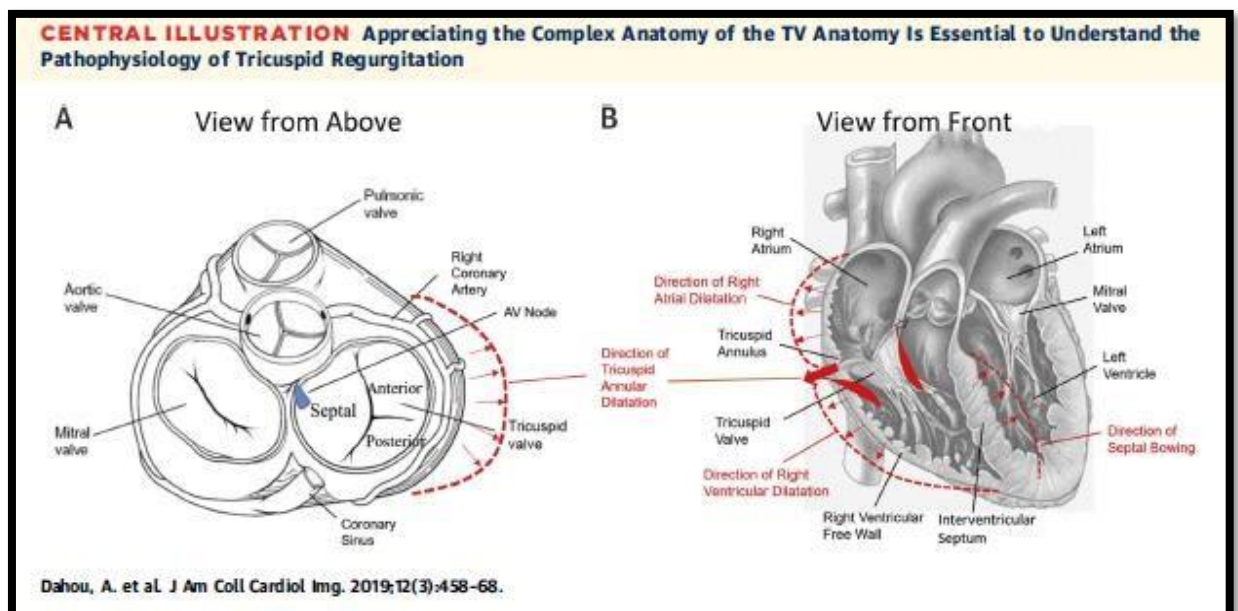 CENTRAL ILLUSTRATION Appreciating the Complex Anatomy of the TV Anatomy Is Essential to Understand the
Pathophysiology of Tricuspid Regurgitation
A
View from Above
Pulmonic
valve
Right
Coronary
Artery
Aortic
valve
AV Node
Anterior
Septal
Posterior
Mitral
valve
Tricuspid
valve
Coronary
Sinus
Direction of
Tricuspid
Annular
Dilatation
B
View from Front
Right
Atrium
Left
Atrium
Direction of Right
Atrial Dilatation
Mitral
Valve
Tricuspid
Annulus
Left
Ventricle
Tricuspid
Valve
Direction of
Septal Bowing
Direction of Right
Ventricular Dilatation
Right Ventricular
Free Wall
Interventricular
Septum
Dahou, A. et al. J Am Coll Cardiol Img. 2019;12(3):458-68.